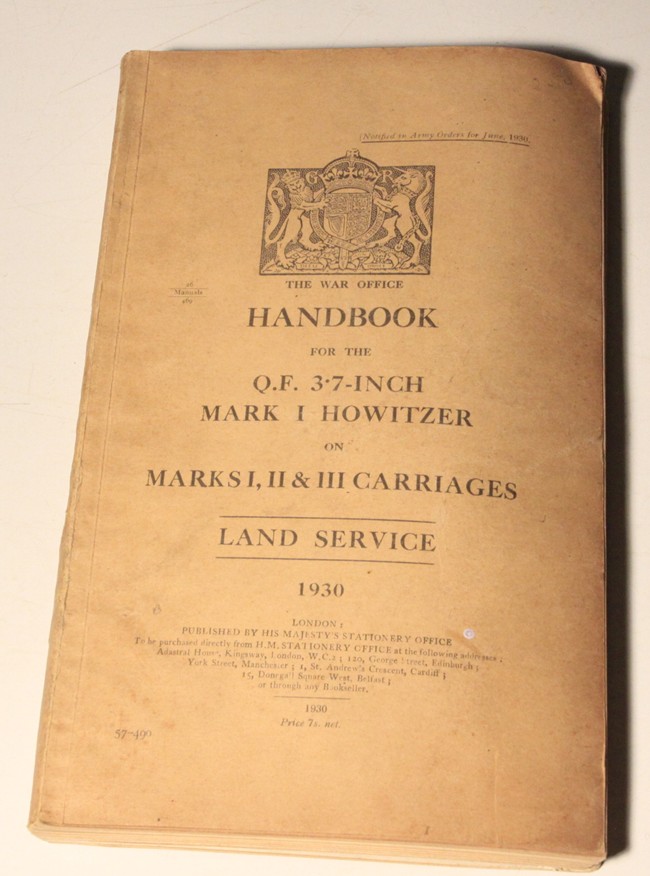 (Notified in Army Orders for June, 1930.
G R
THE WAR OFFICE
26
Manuals
HANDBOOK
FOR THE
Q.F. 3·7-INCH
MARK I HOWITZER
ON
MARKS I, II & III CARRIAGES
LAND SERVICE
1930
LONDON:
PUBLISHED BY HIS MAJESTY'S STATIONERY OFFICE
To be purchased directly from H.M. STATIONERY OFFICE at the following addresses:
Adastral House, Kingsway, London, W.C.2; 120, George Street, Edinburgh;
York Street, Manchester; 1, St. Andrew's Crescent, Cardiff;
15, Donegall Square West, Belfast;
or through any Bookseller.
1930
Price 7s. net.
57-490